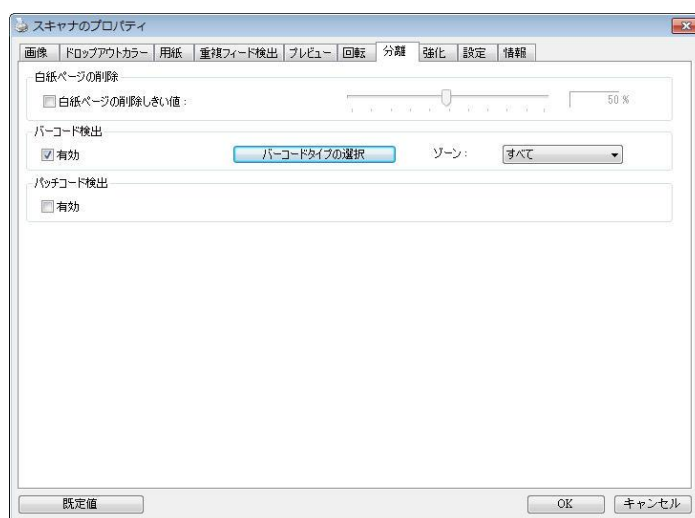 スキャナのプロパティ
画像 ドロップアウトカラー 用紙 重複フィード検出 プレビュー 回転 分離 強化 設定 情報
白紙ページの削除
白紙ページの削除しきい値： 50 %
バーコード検出
有効 バーコードタイプの選択 ゾーン： すべて
パッチコード検出
有効
既定値 OK キャンセル